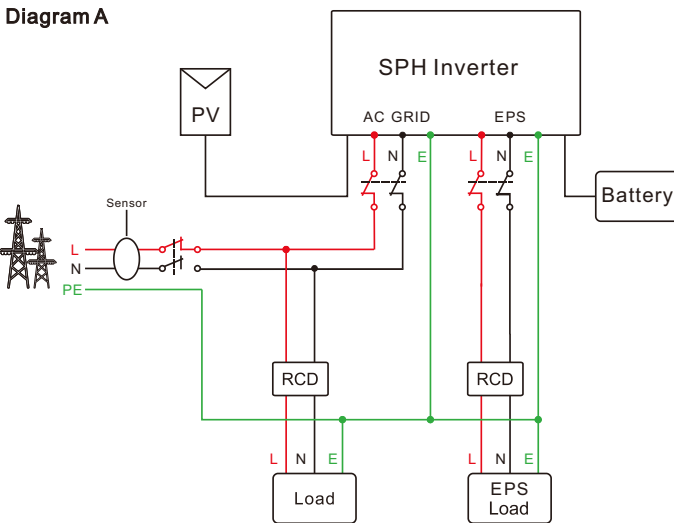 Diagram A
SPH Inverter
PV
AC GRID
EPS
L
N
E
L
N
E
Battery
Sensor
L
N
PE
RCD
RCD
L
N
E
L
N
E
Load
EPS
Load